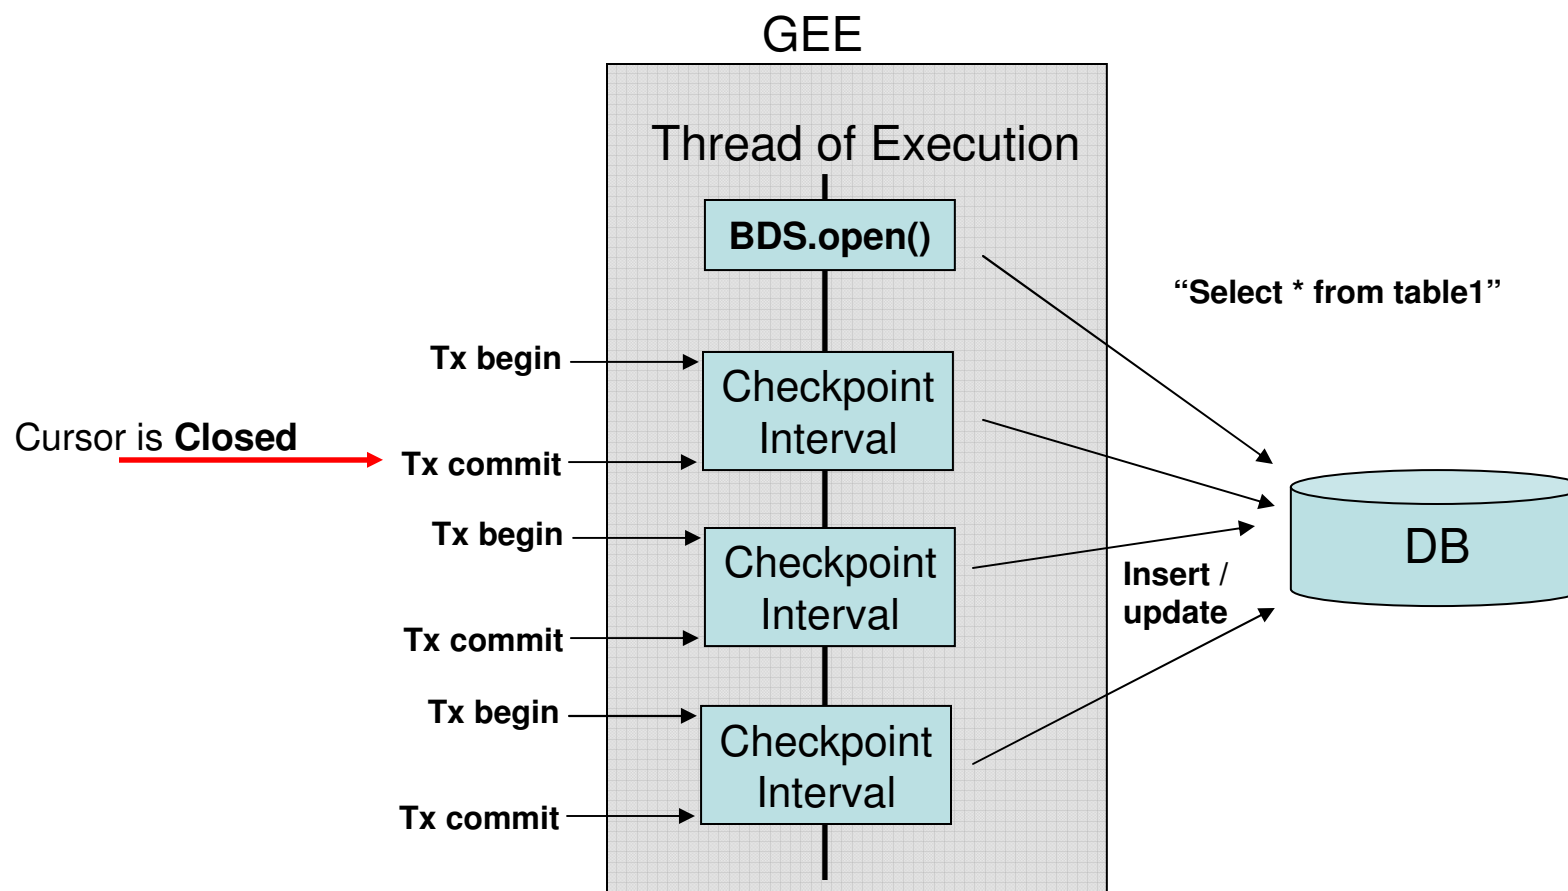 GEE
Thread of Execution
BDS.open()
“Select * from table1”
Tx begin
Checkpoint
Interval
Cursor is Closed
Tx commit
Tx begin
Checkpoint
Interval
DB
Insert /
update
Tx commit
Tx begin
Checkpoint
Interval
Tx commit